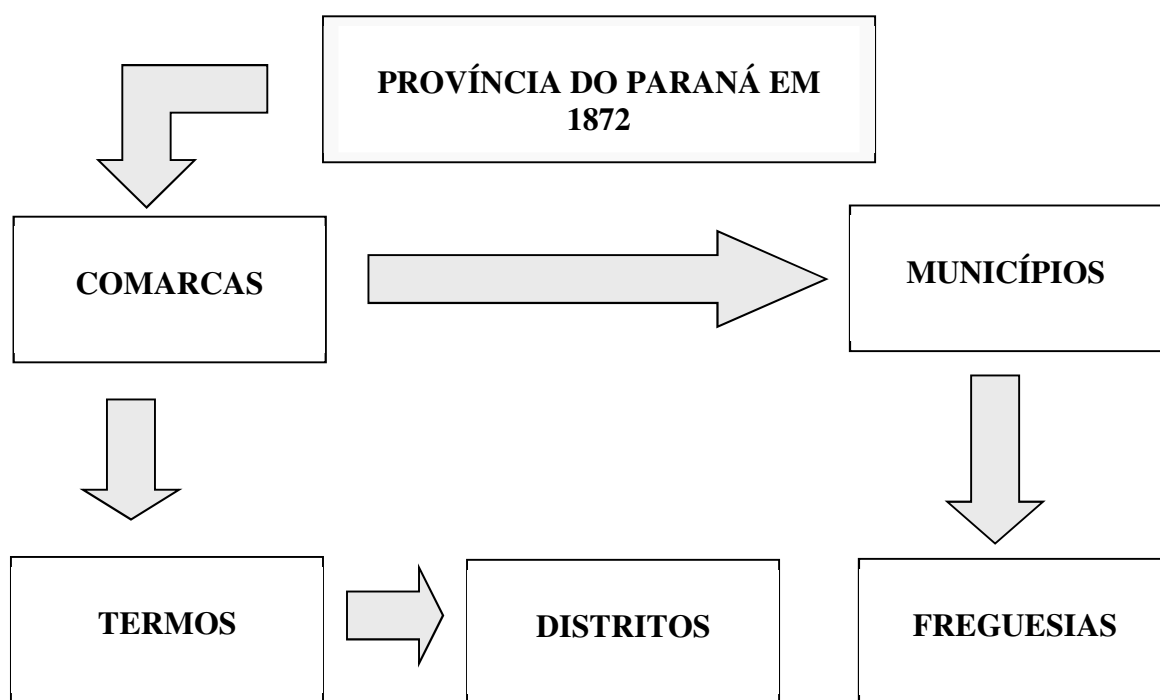 PROVÍNCIA DO PARANÁ EM
1872
COMARCAS
MUNICÍPIOS
TERMOS
DISTRITOS
FREGUESIAS